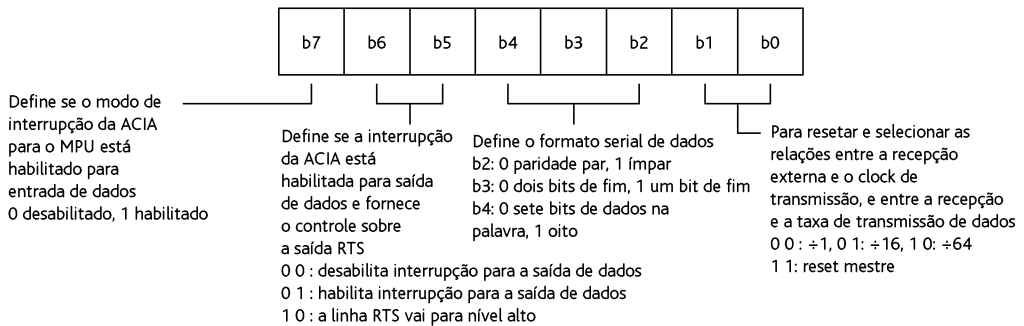 b7 b6 b5 b4 b3 b2 b1 b0
Define se o modo de
interrupção da ACIA
para o MPU está
habilitado para
entrada de dados
0 desabilitado, 1 habilitado
Define se a interrupção
da ACIA está
habilitada para saída
de dados e fornece
o controle sobre
a saída RTS
0 0 : desabilita interrupção para a saída de dados
0 1 : habilita interrupção para a saída de dados
1 0 : a linha RTS vai para nível alto
Define o formato serial de dados
b2: 0 paridade par, 1 ímpar
b3: 0 dois bits de fim, 1 um bit de fim
b4: 0 sete bits de dados na
palavra, 1 oito
Para resetar e selecionar as
relações entre a recepção
externa e o clock de
transmissão, e entre a recepção
e a taxa de transmissão de dados
0 0 : ÷1, 0 1: ÷16, 1 0: ÷64
1 1: reset mestre